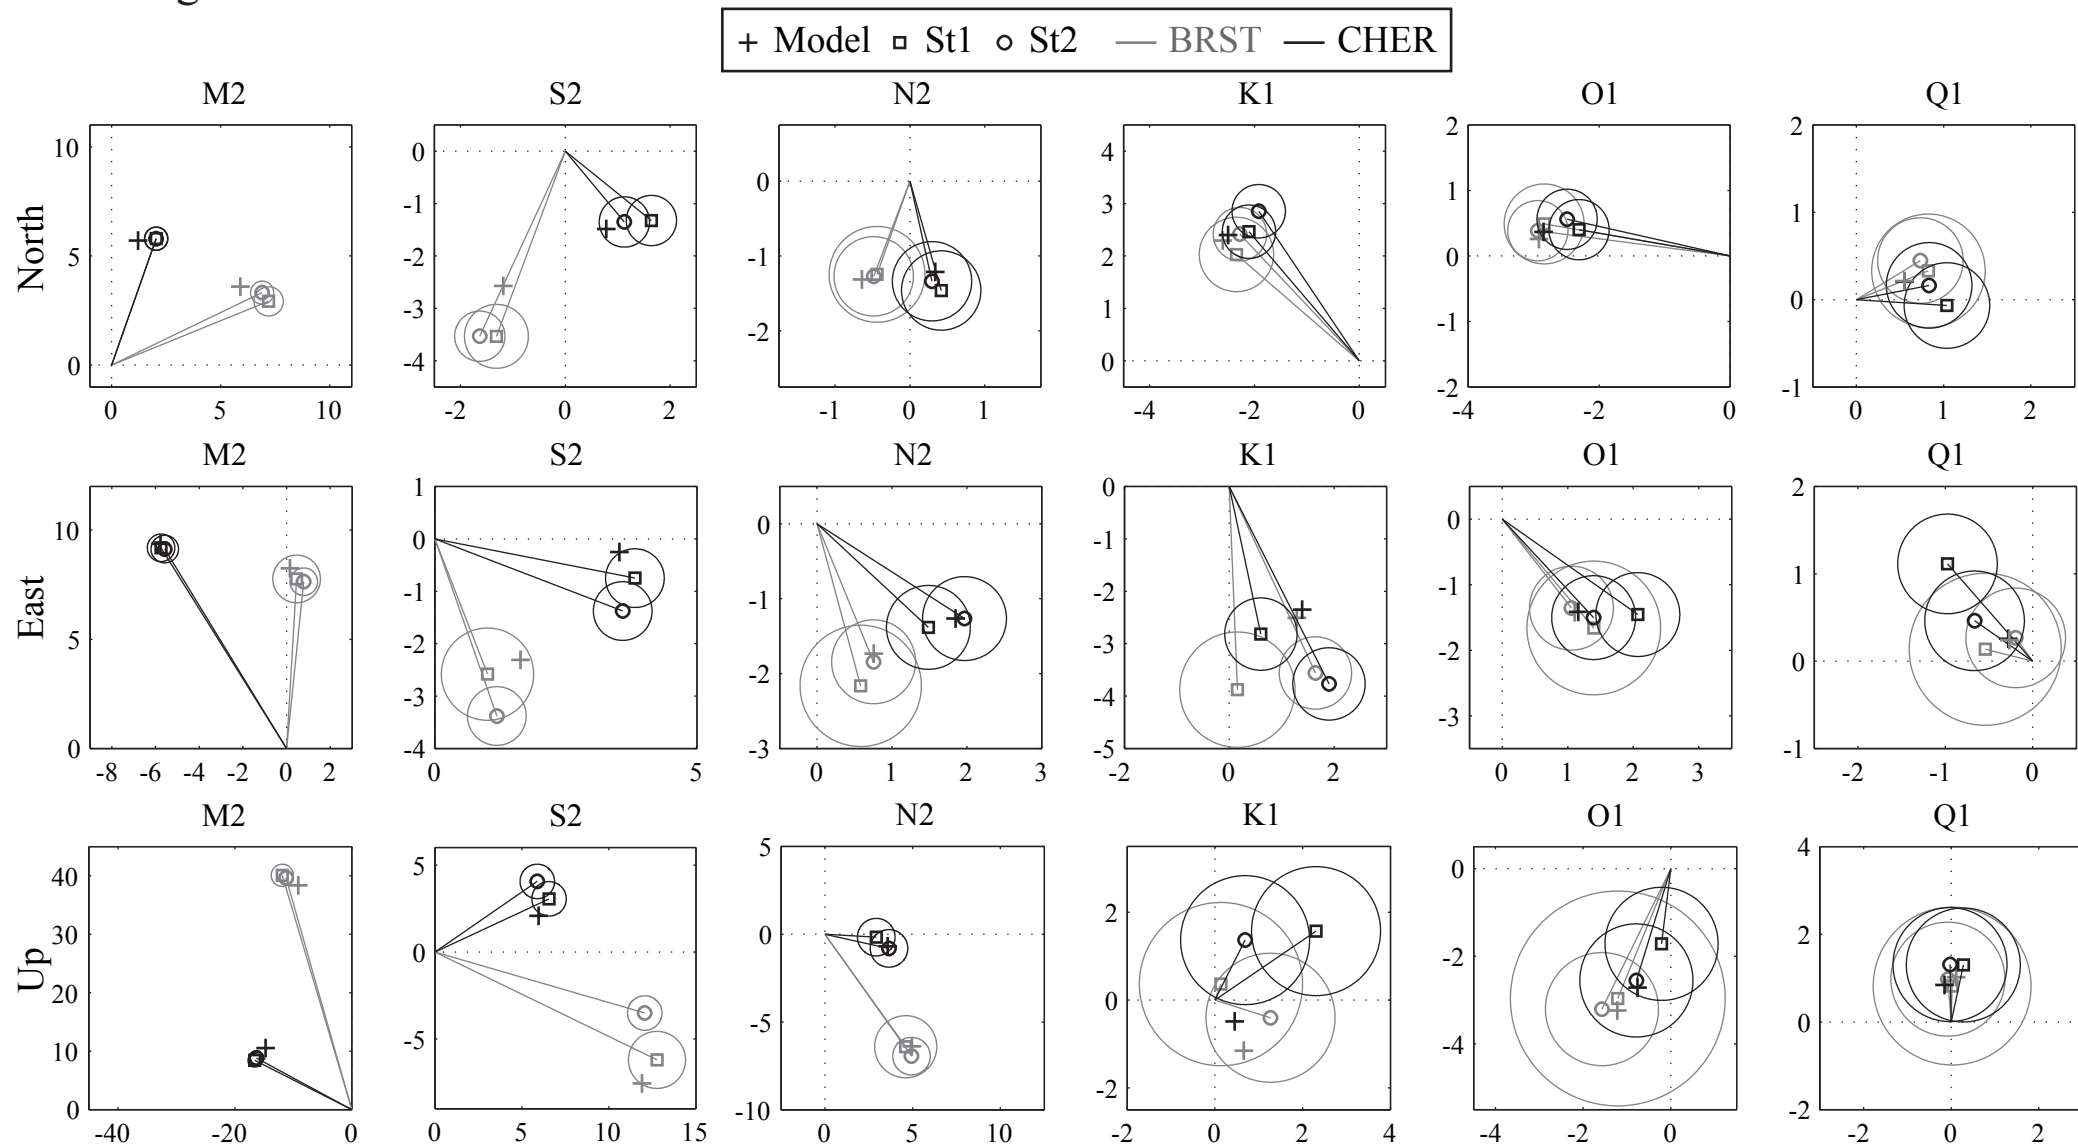 g
Model St1 St2 BRST CHER
M2 S2 N2 K1 O1 Q1
North
10 5 0
0 5 10
0 -1 -2 -3 -4
-2 0 2
0 -1 -2
-1 0 1
4 3 2 1 0
-4 -2 0
2 1 0 -1 -2
-4 -2 0
2 1 0 -1
0 1 2
M2 S2 N2 K1 O1 Q1
East
10 5 0
-8 -6 -4 -2 0 2
1 0 -1 -2 -3 -4
0 5
0 -1 -2 -3
0 1 2 3
0 -1 -2 -3 -4 -5
-2 0 2
0 -1 -2 -3
0 1 2 3
2 1 0 -1
-2 -1 0
M2 S2 N2 K1 O1 Q1
Up
40 30 20 10 0
-40 -20 0
5 0 -5
0 5 10 15
5 0 -5 -10
0 5 10
2 0 -2
-2 0 2 4
0 -2 -4
-4 -2 0
4 2 0 -2
-2 0 2